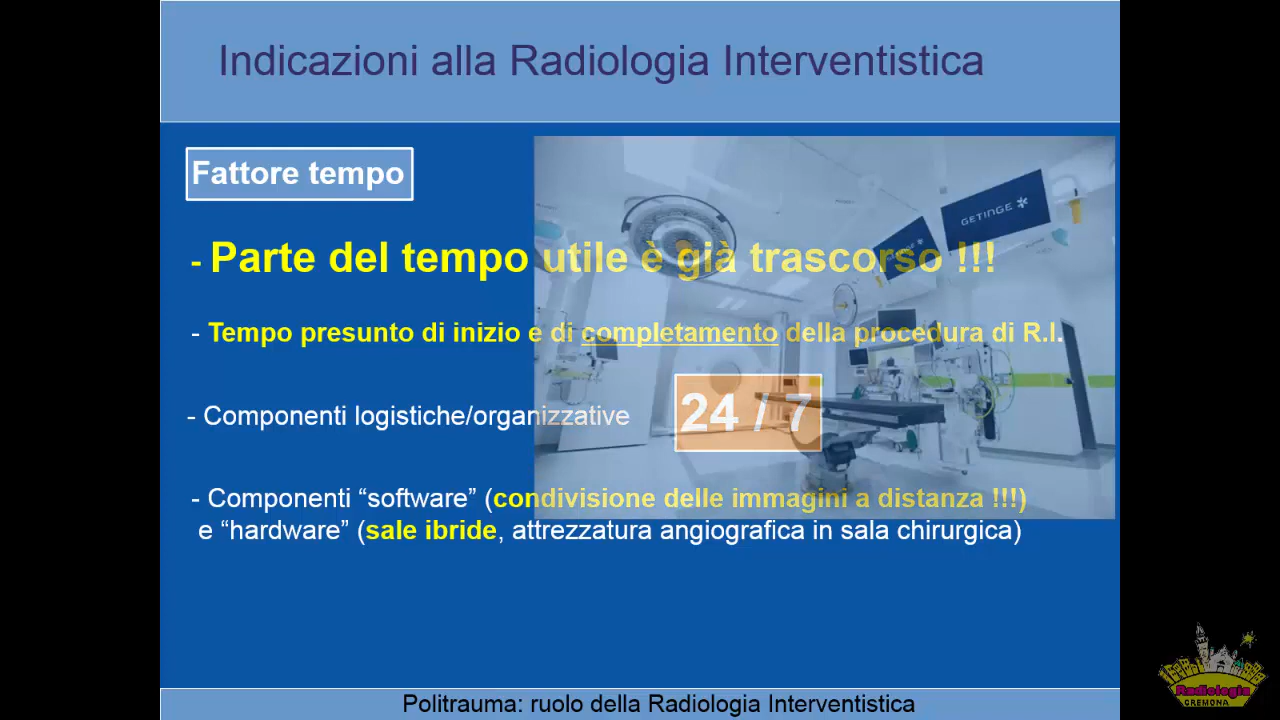 Indicazioni alla Radiologia Interventistica
Fattore tempo
- Parte del tempo utile è già trascorso !!!
- Tempo presunto di inizio e di completamento della procedura di R.I.
- Componenti logistiche/organizzative
24 / 7
- Componenti “software” (condivisione delle immagini a distanza !!!)
e “hardware” (sale ibride, attrezzatura angiografica in sala chirurgica)
GETINGE
Politrauma: ruolo della Radiologia Interventistica
Radiologia
CREMONA